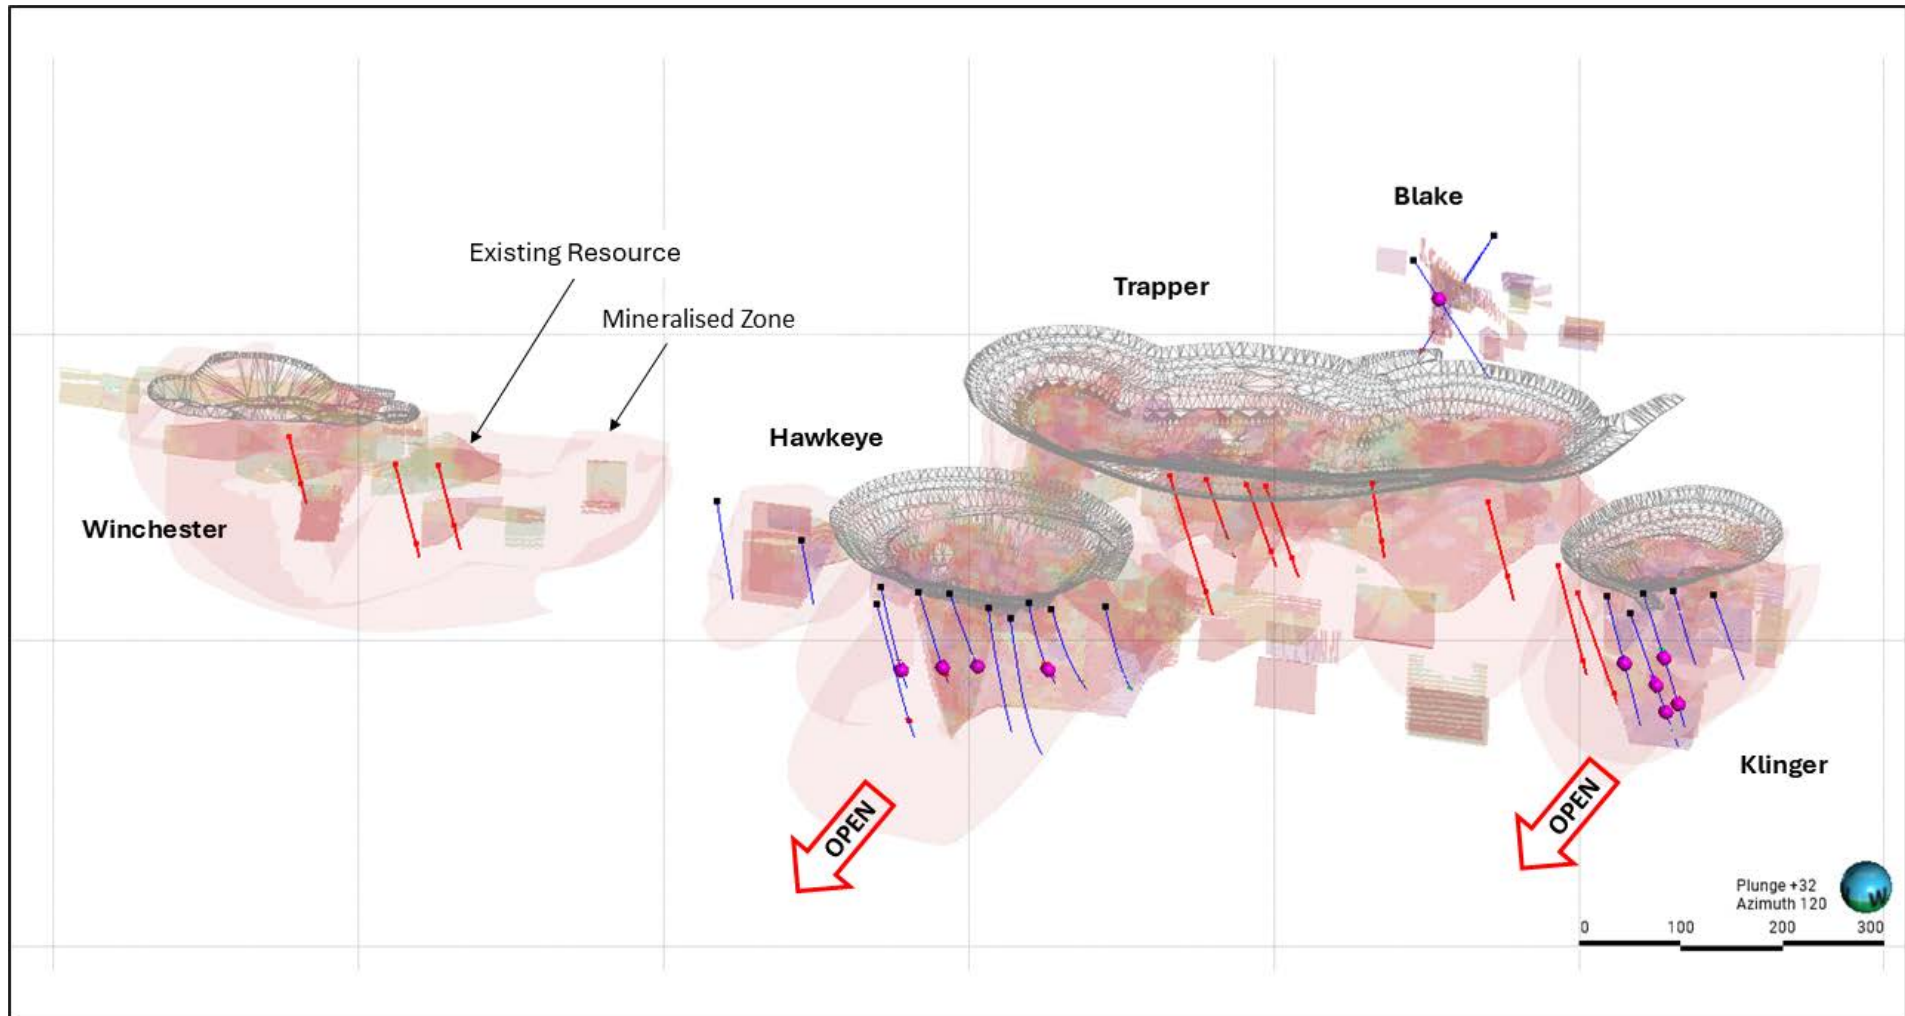 Blake
Existing Resource
Trapper
Mineralised Zone
Hawkeye
Winchester
Klinger
OPEN
OPEN
Plunge +32
Azimuth 120
W
0 100 200 300